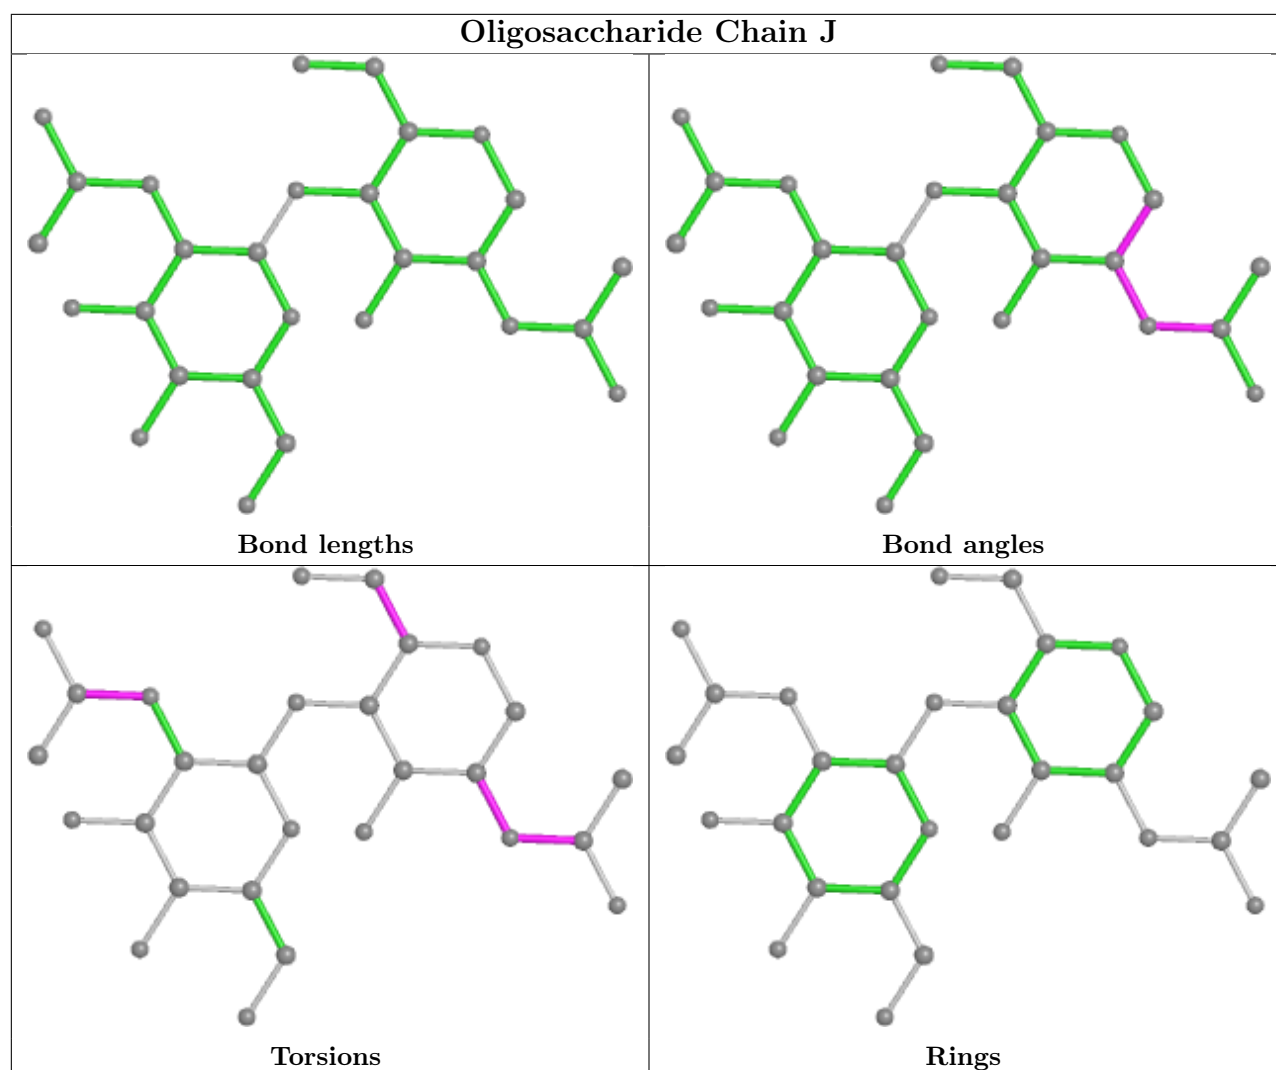 Oligosaccharide Chain J
Bond lengths
Bond angles
Torsions
Rings